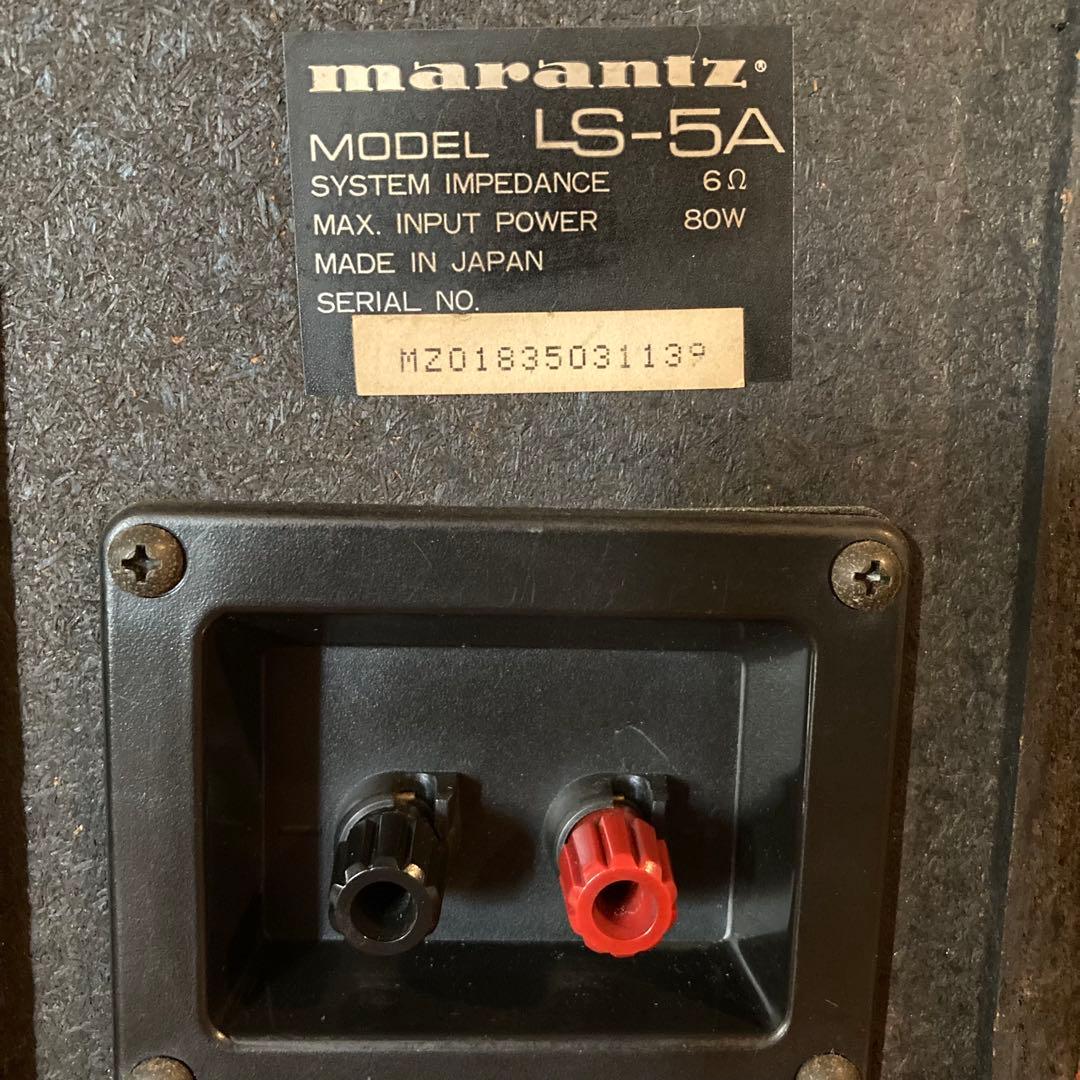 marantz®
MODEL LS-5A
SYSTEM IMPEDANCE 6Ω
MAX. INPUT POWER 80W
MADE IN JAPAN
SERIAL NO.
MZ01835031139